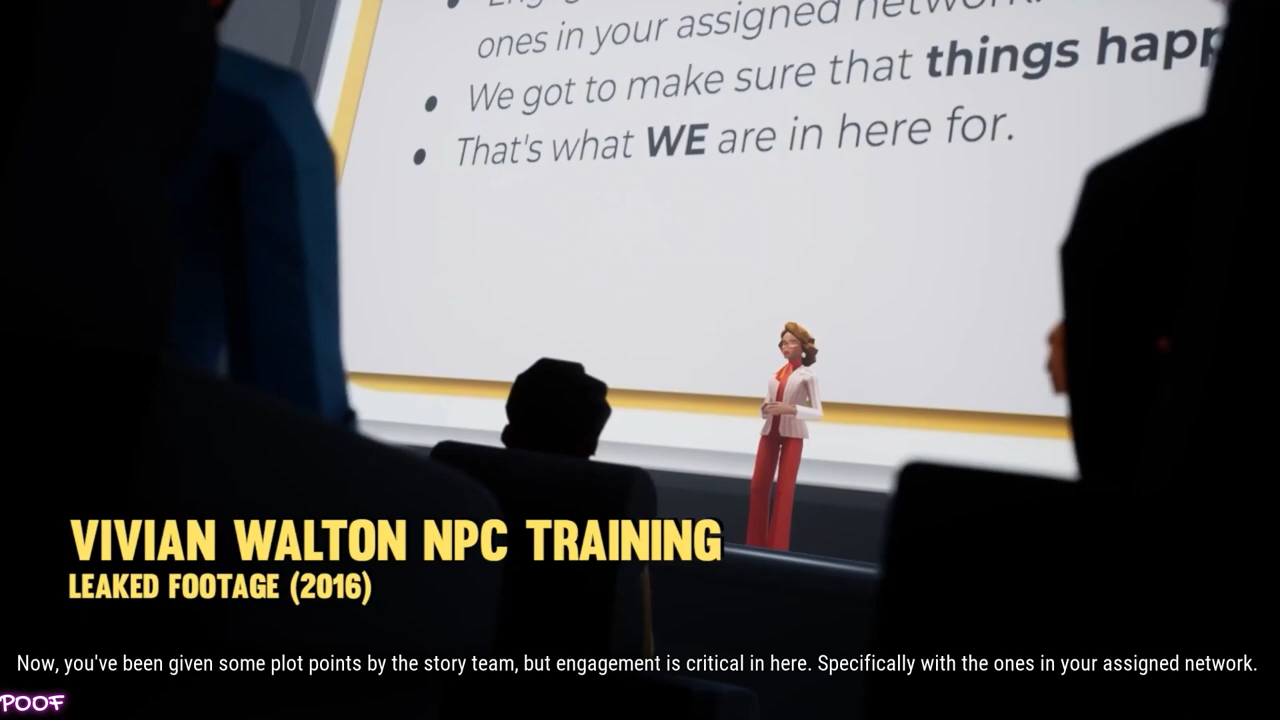 ones in your assigned network.
We got to make sure that things
That's what WE are in here for.
VIVIAN WALTON NPC TRAINING
LEAKED FOOTAGE (2016)
Now, you've been given some plot points by the story team, but engagement is critical in here. Specifically with the ones in your assigned network.
POOF